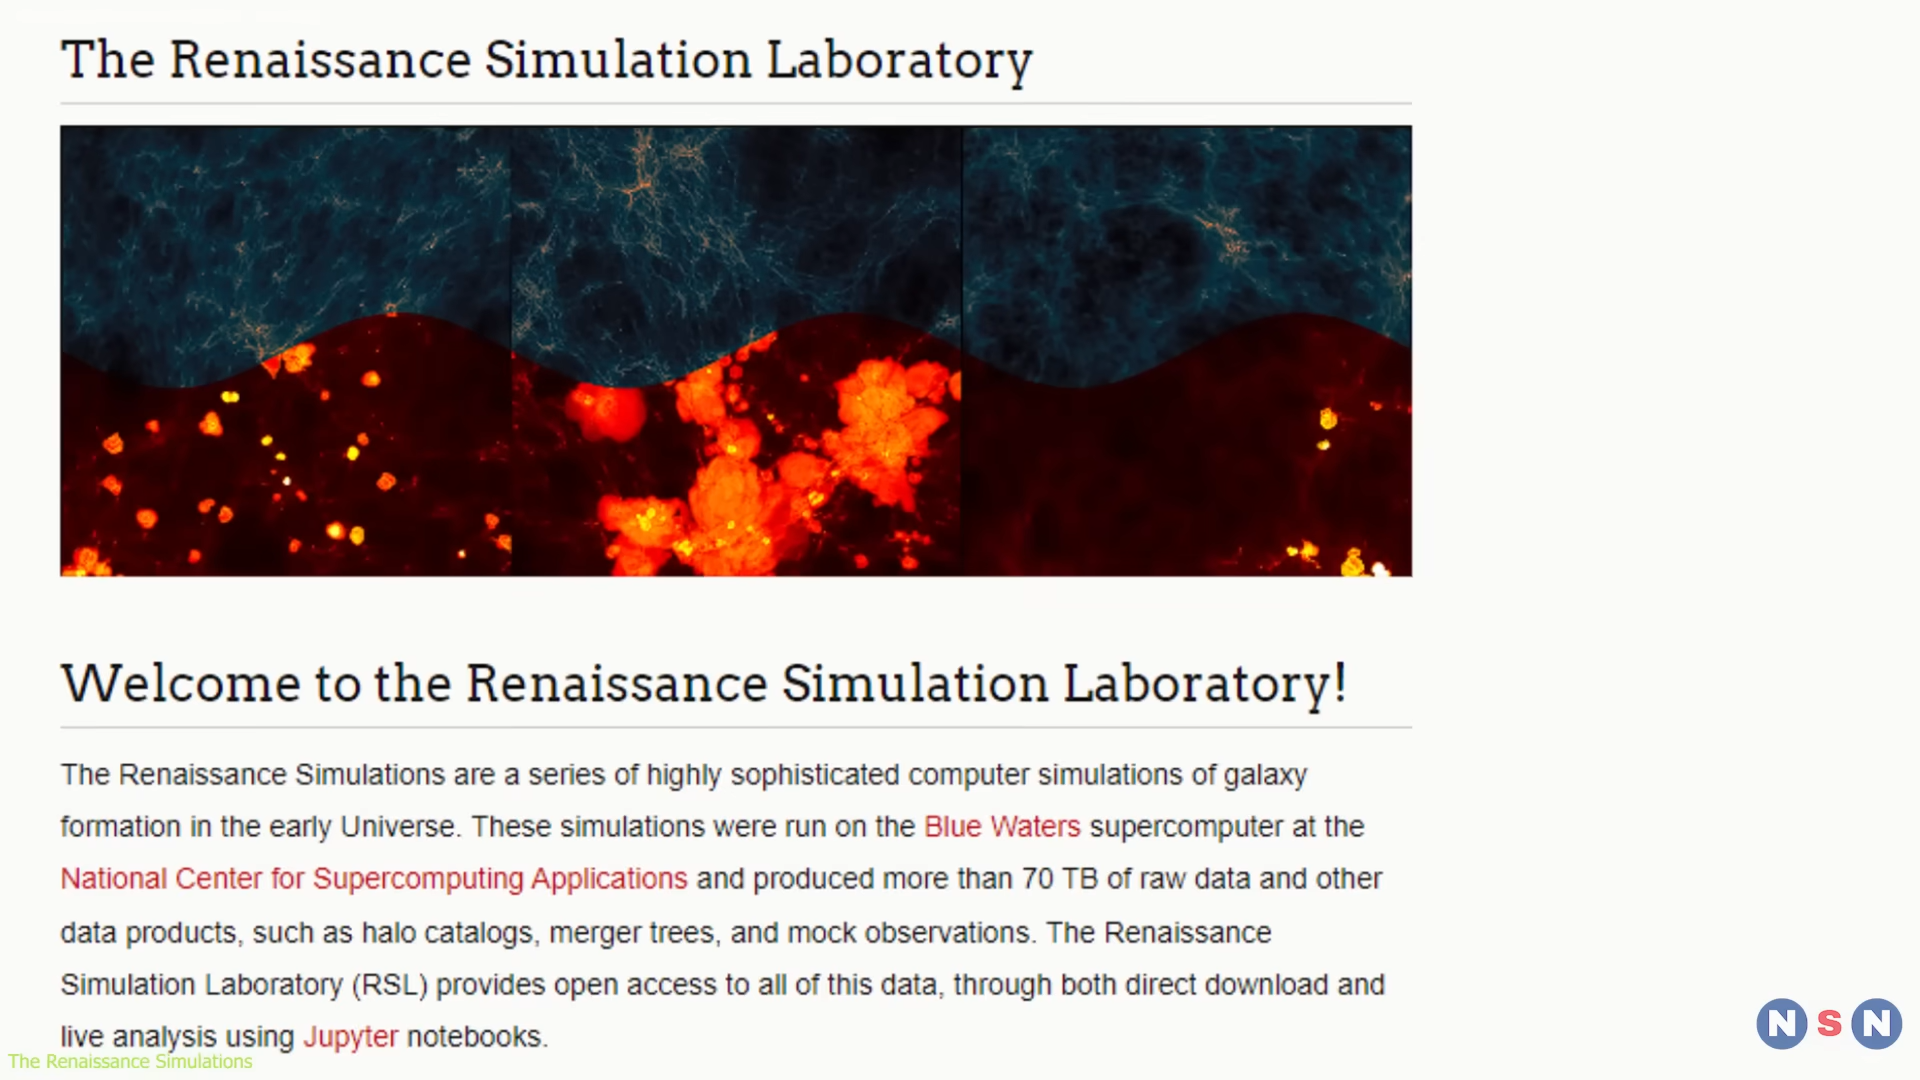 The Renaissance Simulation Laboratory
Welcome to the Renaissance Simulation Laboratory!
The Renaissance Simulations are a series of highly sophisticated computer simulations of galaxy
formation in the early Universe. These simulations were run on the Blue Waters supercomputer at the
National Center for Supercomputing Applications and produced more than 70 TB of raw data and other
data products, such as halo catalogs, merger trees, and mock observations. The Renaissance
Simulation Laboratory (RSL) provides open access to all of this data, through both direct download and
live analysis using Jupyter notebooks.
The Renaissance Simulations
N S N